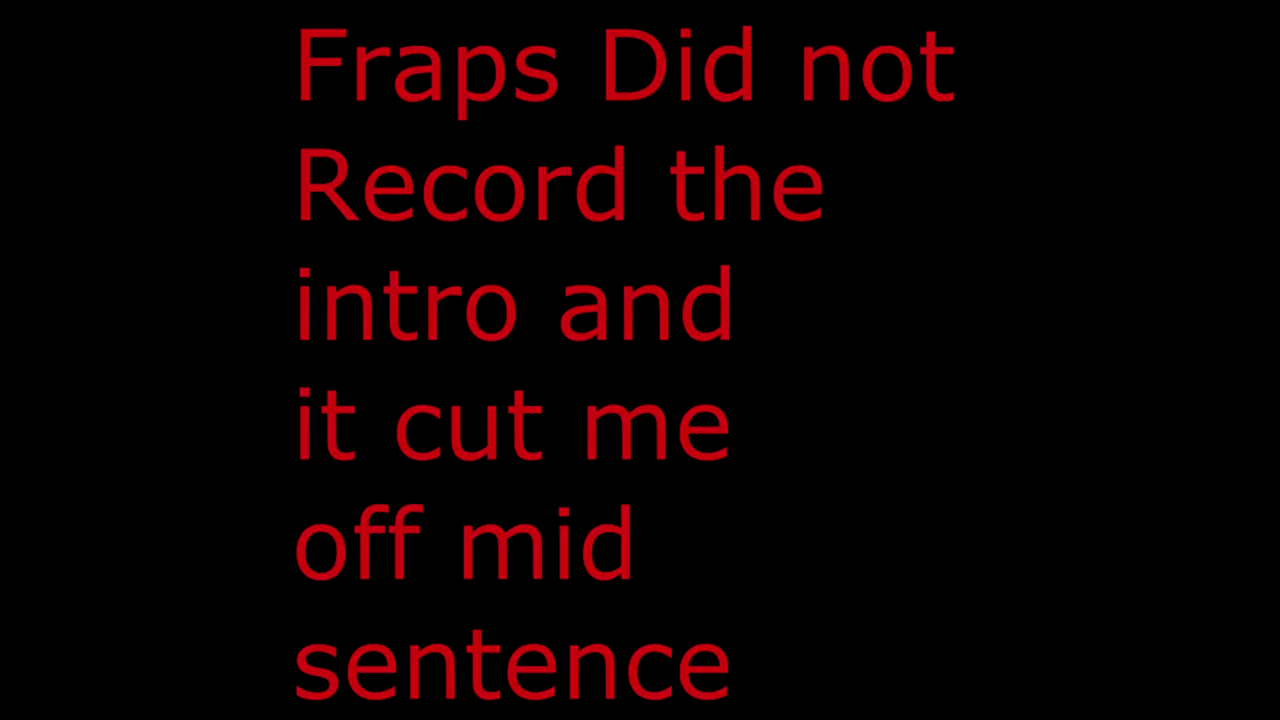 Fraps Did not
Record the
intro and
it cut me
off mid
sentence